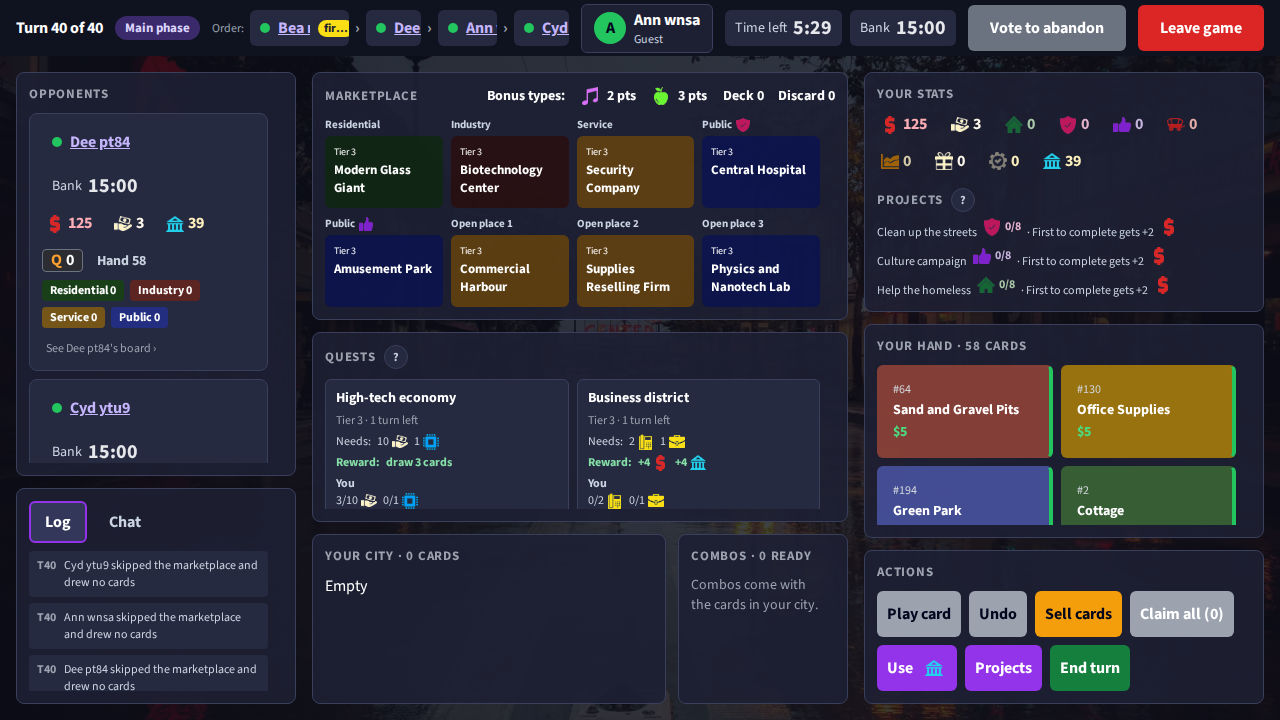 Turn 40 of 40
Main phase
Order:
Bea
fir...
›
Dee
›
Ann
›
Cyd
A
Ann wnsa
Guest
Time left 5:29
Bank 15:00
Vote to abandon
Leave game
OPPONENTS
Dee pt84
Bank 15:00
125 3 39
Q 0
Hand 58
Residential 0
Industry 0
Service 0
Public 0
See Dee pt84's board ›
Cyd ytu9
Bank 15:00
Log
Chat
T40 Cyd ytu9 skipped the marketplace and
drew no cards
T40 Ann wnsa skipped the marketplace
and drew no cards
T40 Dee pt84 skipped the marketplace and
drew no cards
MARKETPLACE
Bonus types: 2 pts 3 pts Deck 0 Discard 0
Residential
Tier 3
Modern Glass
Giant
Industry
Tier 3
Biotechnology
Center
Service
Tier 3
Security
Company
Public
Tier 3
Central Hospital
Public
Tier 3
Amusement Park
Open place 1
Tier 3
Commercial
Harbour
Open place 2
Tier 3
Supplies
Reselling Firm
Open place 3
Tier 3
Physics and
Nanotech Lab
QUESTS ?
High-tech economy
Tier 3 · 1 turn left
Needs: 10 1
Reward: draw 3 cards
You
3/10 0/1
Business district
Tier 3 · 1 turn left
Needs: 2 1
Reward: +4 +4
You
0/2 0/1
YOUR CITY · 0 CARDS
Empty
COMBOS · 0 READY
Combos come with
the cards in your city.
YOUR STATS
125 3 0 0 0 0
0 0 0 39
PROJECTS ?
Clean up the streets 0/8 · First to complete gets +2
Culture campaign 0/8 · First to complete gets +2
Help the homeless 0/8 · First to complete gets +2
YOUR HAND · 58 CARDS
#64
Sand and Gravel Pits
$5
#130
Office Supplies
$5
#194
Green Park
#2
Cottage
ACTIONS
Play card
Undo
Sell cards
Claim all (0)
Use
Projects
End turn